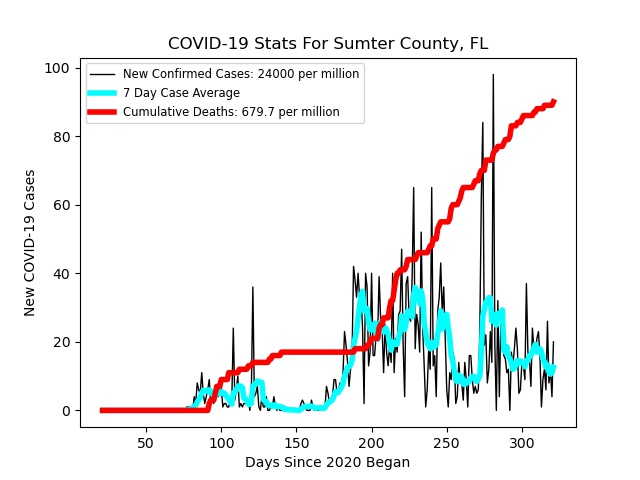 COVID-19 Stats For Sumter County, FL
New Confirmed Cases: 24000 per million
7 Day Case Average
Cumulative Deaths: 679.7 per million
New COVID-19 Cases
100
80
60
40
20
0
50 100 150 200 250 300
Days Since 2020 Began